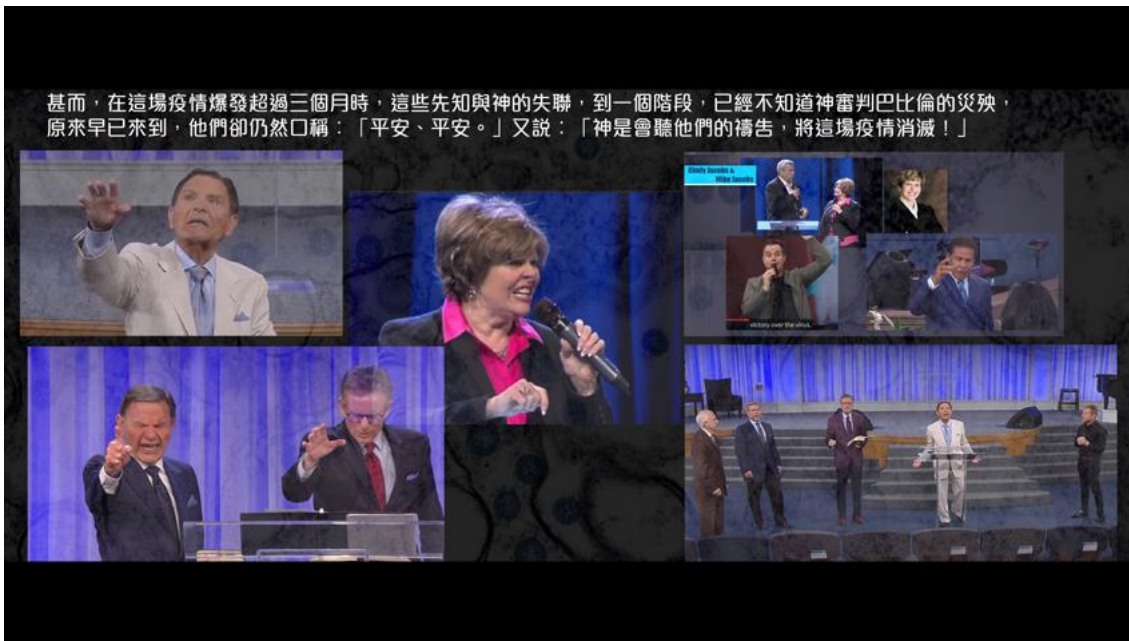 甚而，在這場疫情爆發超過三個月時，這些先知與神的失聯，到一個階段，已經不知道神審判巴比倫的災殃，
原來早已來到，他們卻仍然口稱：「平安、平安。」又說：「神是會聽他們的禱告，將這場疫情消滅！」
Cindy Jacobs &
Mike Jacobs
victory over the virus.